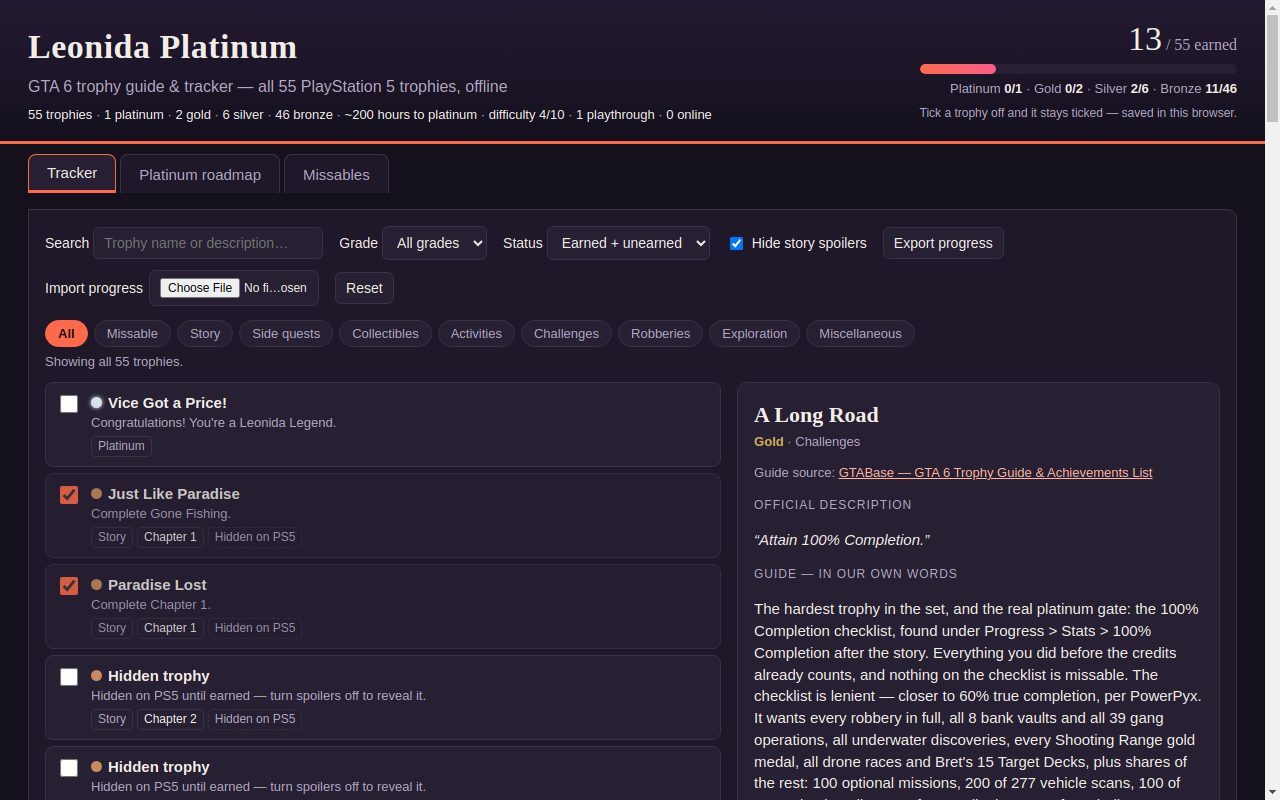 Leonida Platinum
GTA 6 trophy guide & tracker — all 55 PlayStation 5 trophies, offline
55 trophies · 1 platinum · 2 gold · 6 silver · 46 bronze · ~200 hours to platinum · difficulty 4/10 · 1 playthrough · 0 online
13 / 55 earned
Platinum 0/1 · Gold 0/2 · Silver 2/6 · Bronze 11/46
Tick a trophy off and it stays ticked — saved in this browser.
Tracker
Platinum roadmap
Missables
Search Trophy name or description…
Grade All grades
Status Earned + unearned
Hide story spoilers
Export progress
Import progress Choose File No fi…osen
Reset
All
Missable
Story
Side quests
Collectibles
Activities
Challenges
Robberies
Exploration
Miscellaneous
Showing all 55 trophies.
Vice Got a Price!
Congratulations! You're a Leonida Legend.
Platinum
Just Like Paradise
Complete Gone Fishing.
Story Chapter 1 Hidden on PS5
Paradise Lost
Complete Chapter 1.
Story Chapter 1 Hidden on PS5
Hidden trophy
Hidden on PS5 until earned — turn spoilers off to reveal it.
Story Chapter 2 Hidden on PS5
Hidden trophy
Hidden on PS5 until earned — turn spoilers off to reveal it.
A Long Road
Gold · Challenges
Guide source: GTABase — GTA 6 Trophy Guide & Achievements List
OFFICIAL DESCRIPTION
“Attain 100% Completion.”
GUIDE — IN OUR OWN WORDS
The hardest trophy in the set, and the real platinum gate: the 100%
Completion checklist, found under Progress > Stats > 100%
Completion after the story. Everything you did before the credits
already counts, and nothing on the checklist is missable. The
checklist is lenient — closer to 60% true completion, per PowerPyx.
It wants every robbery in full, all 8 bank vaults and all 39 gang
operations, all underwater discoveries, every Shooting Range gold
medal, all drone races and Bret's 15 Target Decks, plus shares of
the rest: 100 optional missions, 200 of 277 vehicle scans, 100 of